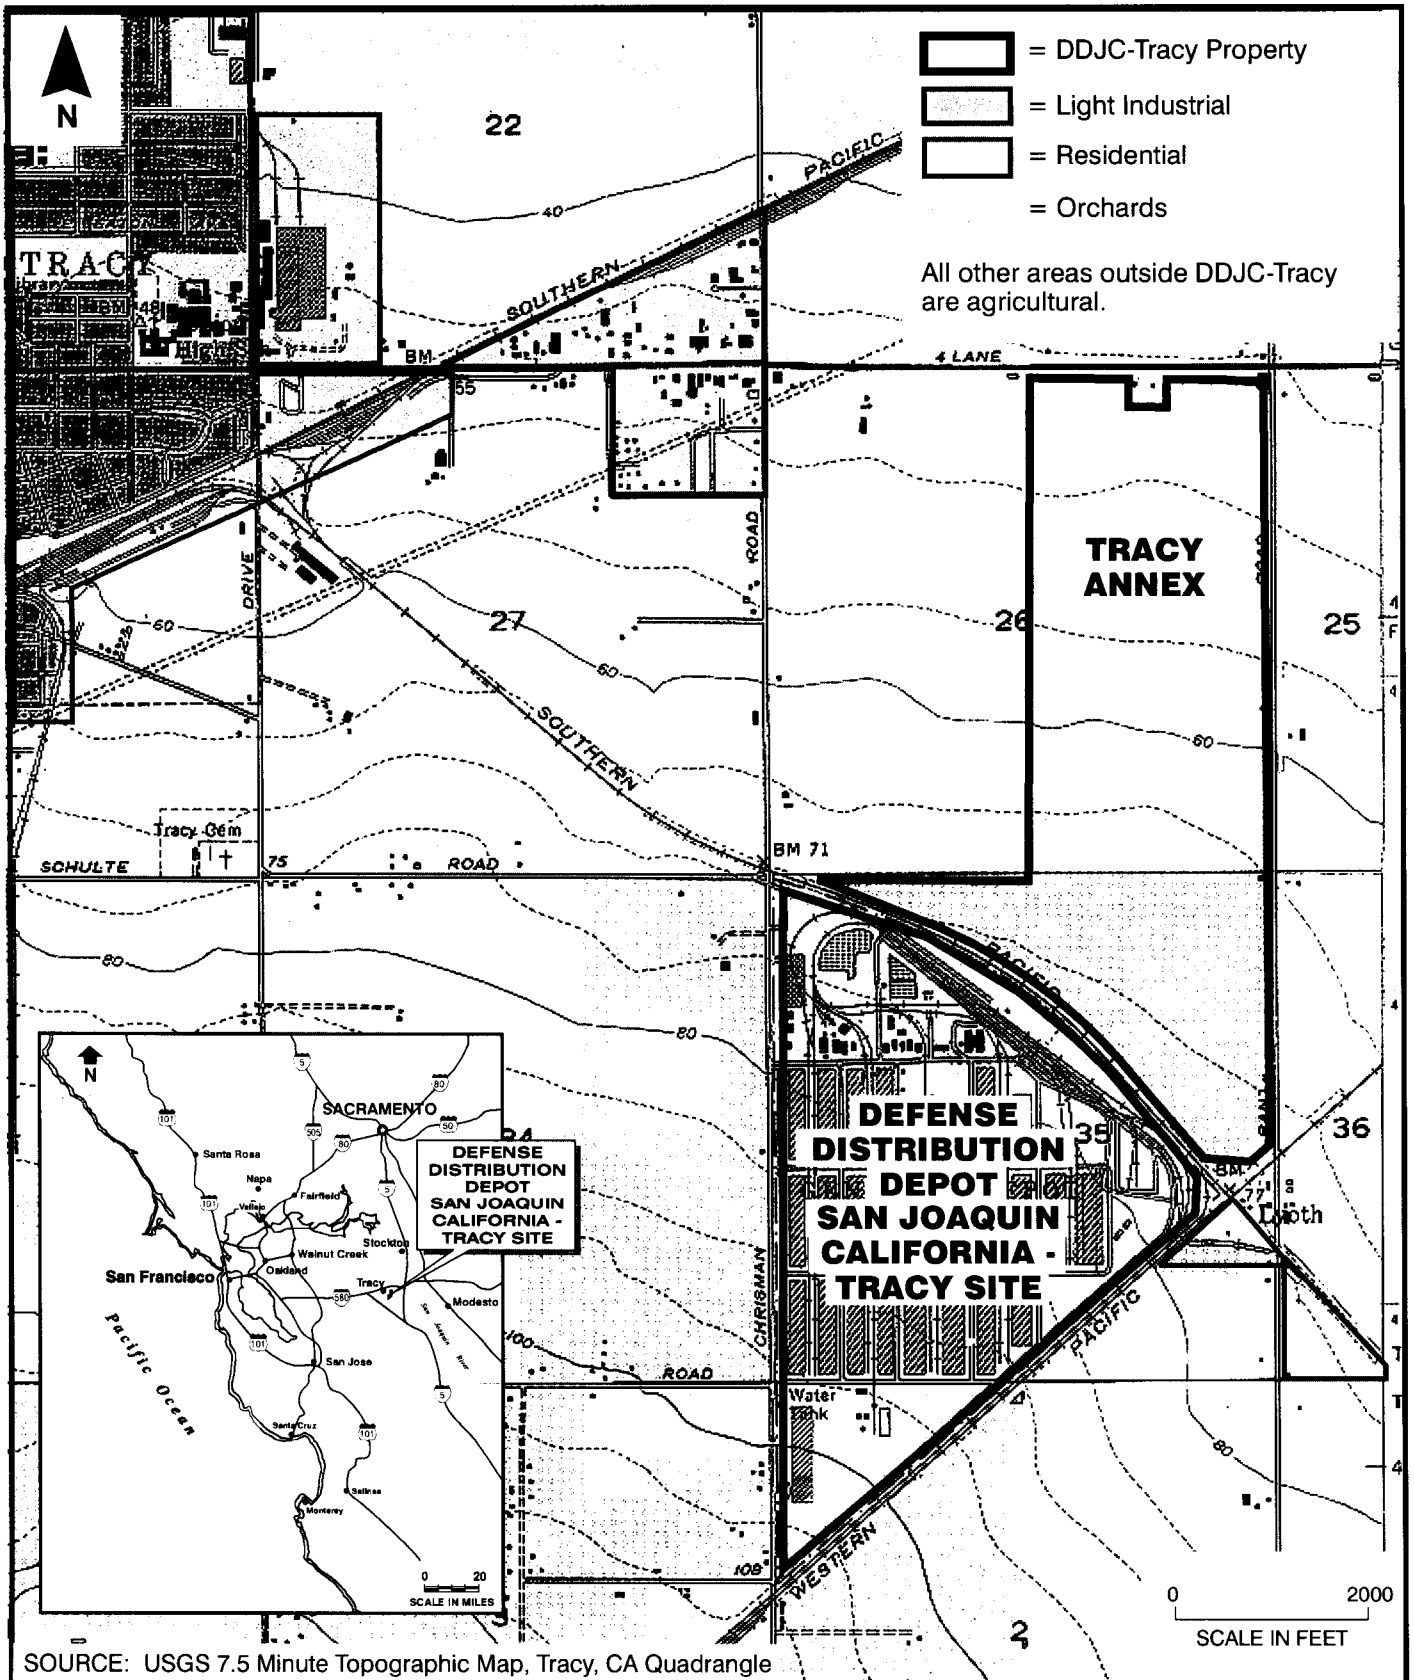 N
22
= DDJC-Tracy Property
= Light Industrial
= Residential
= Orchards
All other areas outside DDJC-Tracy
are agricultural.
PACIFIC
40
SOUTHERN
TRACY
BM
4 LANE
55
TRACY
ANNEX
ROAD
DRIVE
27
26
25
60
60
60
SOUTHERN
Tracy Cem
BM 71
SCHULTE
75
ROAD
80
80
PACIFIC
35
36
DEFENSE
DISTRIBUTION
DEPOT
SAN JOAQUIN
CALIFORNIA -
TRACY SITE
BM
77
CHRISMAN
PACIFIC
100
ROAD
Water
80
108
WESTERN
2
N
5
80
101
SACRAMENTO
505
80
50
Santa Rosa
Napa
Fairfield
Vallejo
101
5
DEFENSE
DISTRIBUTION
DEPOT
SAN JOAQUIN
CALIFORNIA -
TRACY SITE
Walnut Creek
Stockton
Oakland
San Francisco
Tracy
580
Modesto
San Joaquin River
101
San Jose
5
Pacific Ocean
Santa Cruz
101
Salinas
Monterey
0 20
SCALE IN MILES
0 2000
SCALE IN FEET
SOURCE: USGS 7.5 Minute Topographic Map, Tracy, CA Quadrangle